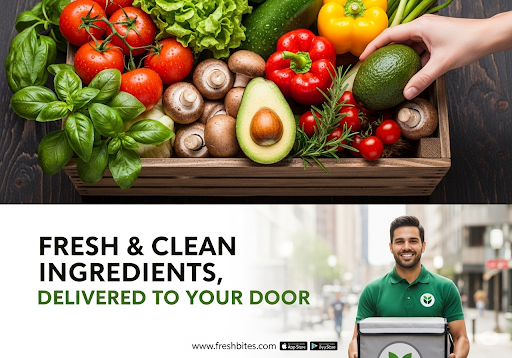 FRESH & CLEAN
INGREDIENTS,
DELIVERED TO YOUR DOOR
www.freshbites.com App Store Play Store